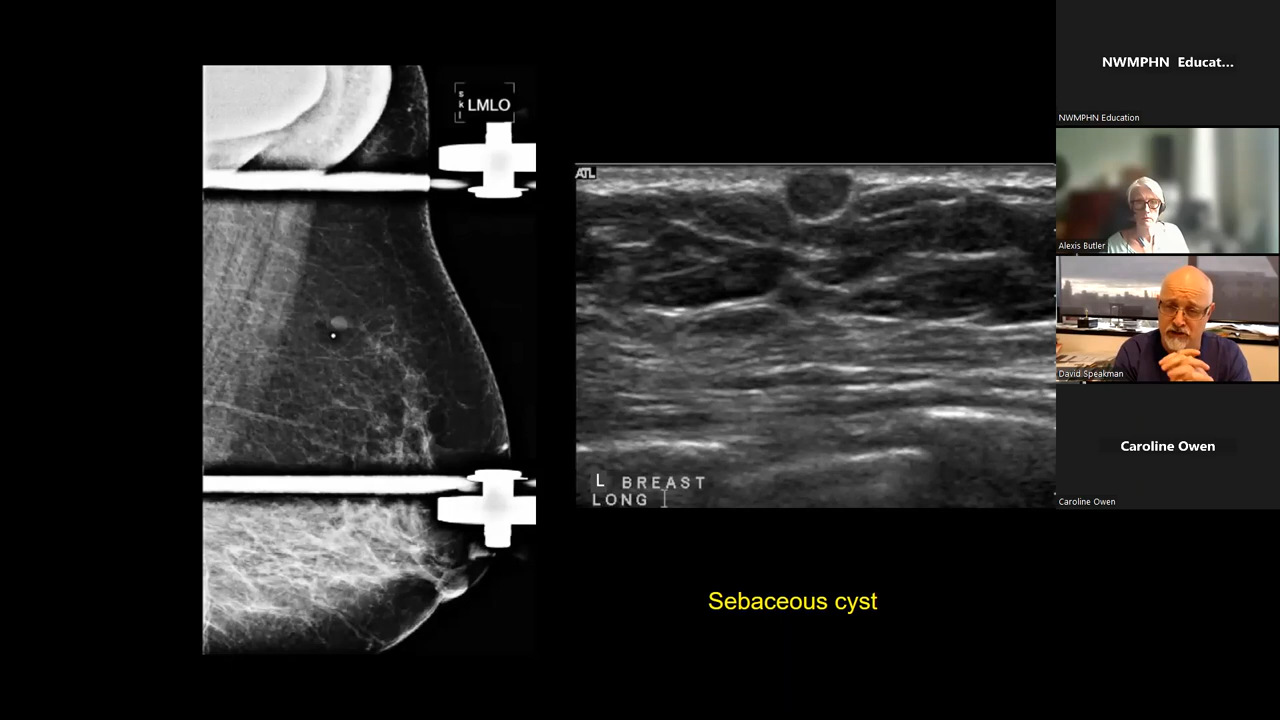 s
k
l
LMLO
ATL
L BREAST
LONG
Sebaceous cyst
NWMPHN Educat...
NWMPHN Education
Alexis Butler
David Speakman
Caroline Owen
Caroline Owen